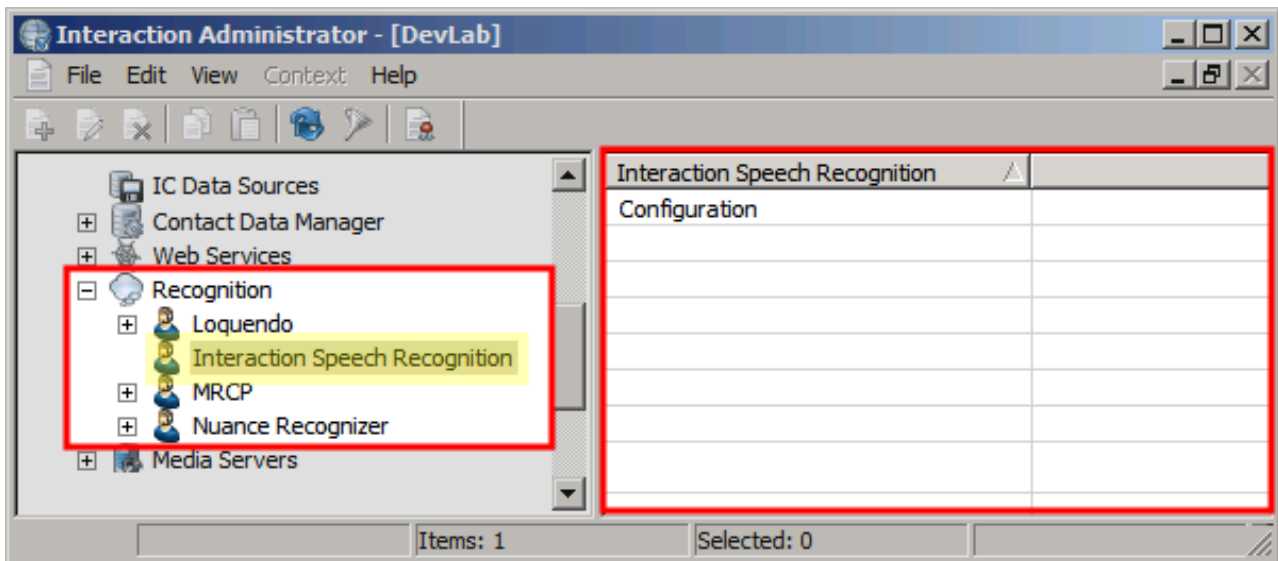 Interaction Administrator - [DevLab]
File Edit View Context Help
IC Data Sources
Contact Data Manager
Web Services
Recognition
Loquendo
Interaction Speech Recognition
MRCP
Nuance Recognizer
Media Servers
Interaction Speech Recognition
Configuration
Items: 1 Selected: 0